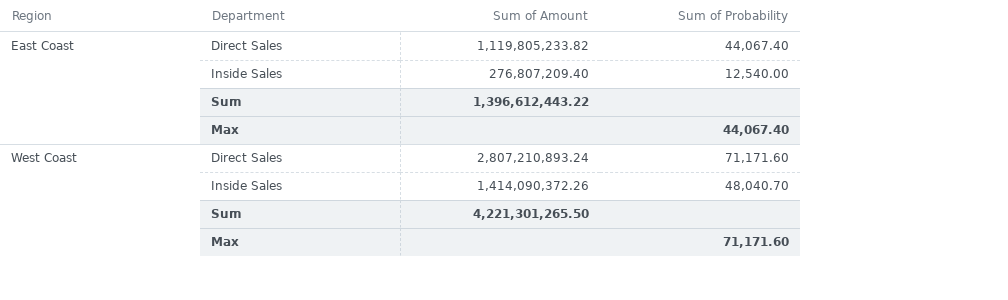 Region Department Sum of Amount Sum of Probability
East Coast Direct Sales 1,119,805,233.82 44,067.40
Inside Sales 276,807,209.40 12,540.00
Sum 1,396,612,443.22
Max 44,067.40
West Coast Direct Sales 2,807,210,893.24 71,171.60
Inside Sales 1,414,090,372.26 48,040.70
Sum 4,221,301,265.50
Max 71,171.60